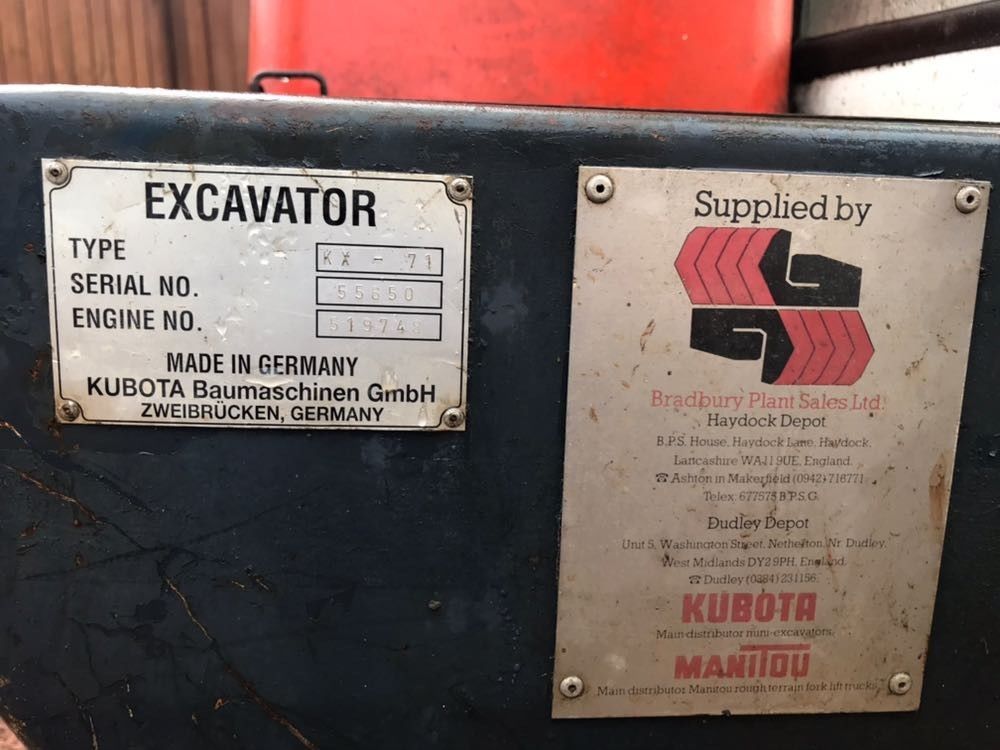 EXCAVATOR
TYPE KX - 71
SERIAL NO. 55650
ENGINE NO. 519748
MADE IN GERMANY
KUBOTA Baumaschinen GmbH
ZWEIBRÜCKEN, GERMANY
Supplied by
Bradbury Plant Sales Ltd.
Haydock Depot
B.P.S. House, Haydock Lane, Haydock,
Lancashire WA11 9UE, England.
☎ Ashton in Makerfield (0942) 716771
Telex: 677575 B.P.S.G.
Dudley Depot
Unit 5, Washington Street, Netherton, Nr. Dudley,
West Midlands DY2 9PH, England.
☎ Dudley (0384) 231156.
KUBOTA
Main distributor mini-excavators.
MANITOU
Main distributor Manitou rough terrain fork lift trucks.